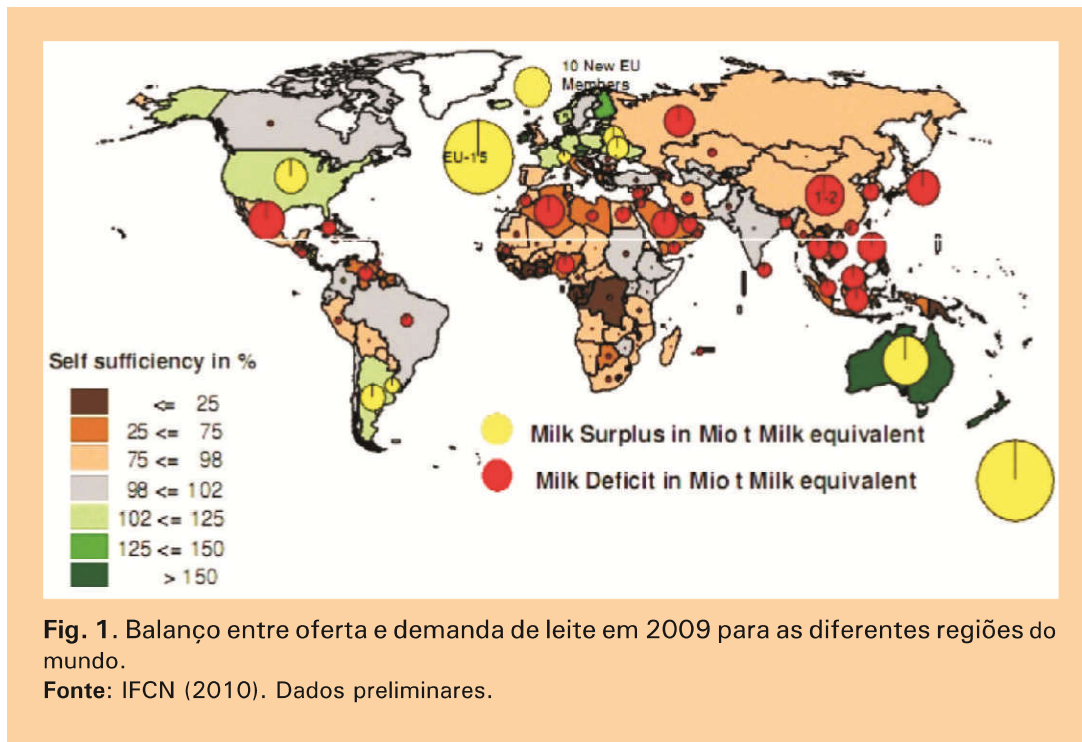 10 New EU
Members
EU-15
1-2
Self sufficiency in %
<= 25
25 <= 75
75 <= 98
98 <= 102
102 <= 125
125 <= 150
> 150
Milk Surplus in Mio t Milk equivalent
Milk Deficit in Mio t Milk equivalent
Fig. 1. Balanço entre oferta e demanda de leite em 2009 para as diferentes regiões do
mundo.
Fonte: IFCN (2010). Dados preliminares.